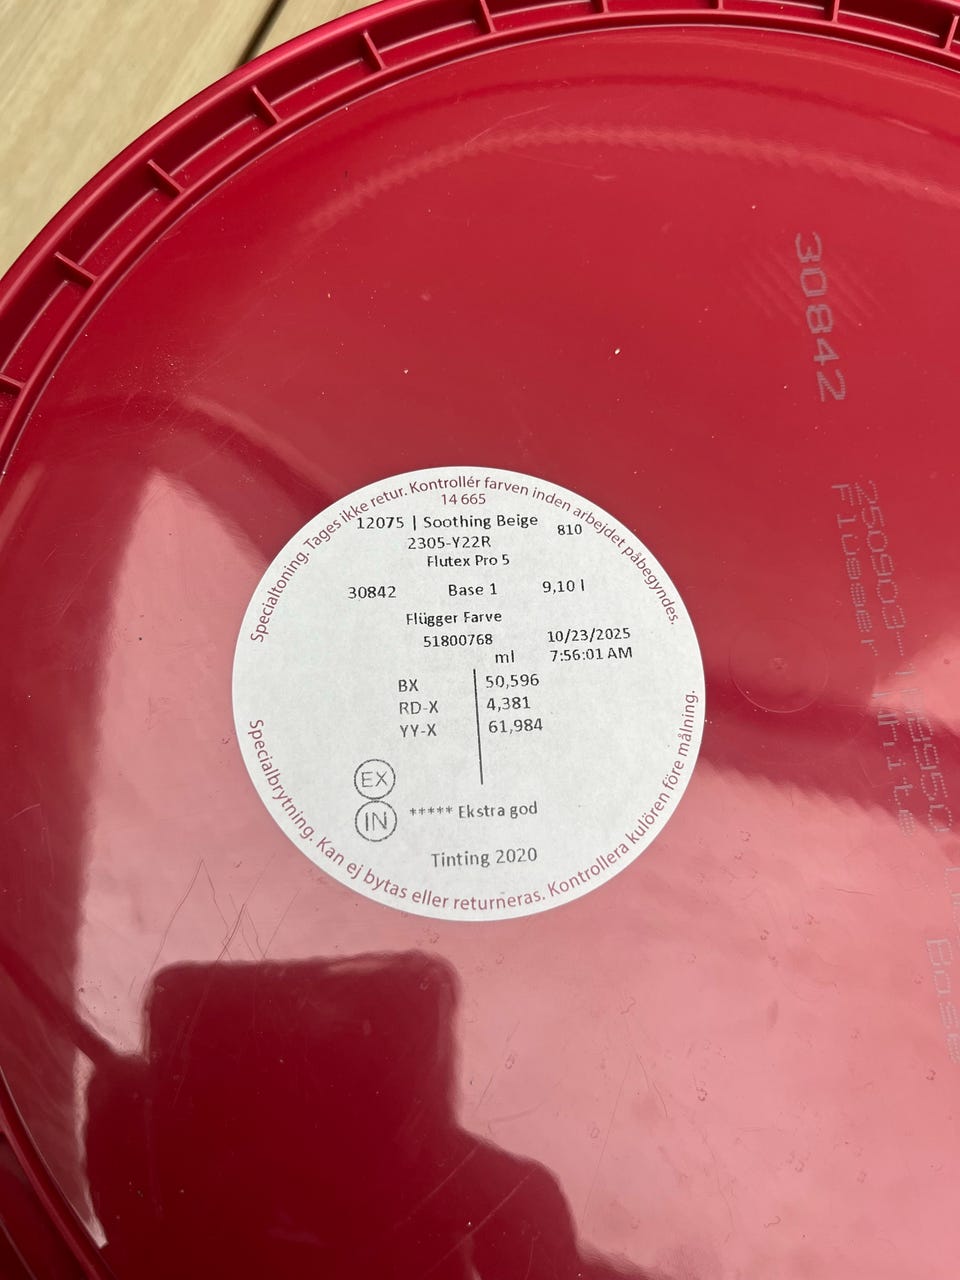 Specialtoning. Tages ikke retur. Kontrollér farven inden arbejdet påbegyndes.
14 665
12075 | Soothing Beige
810
2305-Y22R
Flutex Pro 5
30842 Base 1 9,10 l
Flügger Farve
51800768 10/23/2025
ml 7:56:01 AM
BX 50,596
RD-X 4,381
YY-X 61,984
EX
IN ***** Ekstra god
Tinting 2020
Specialbrytning. Kan ej bytas eller returneras. Kontrollera kulören före målning.
30842
White
Base